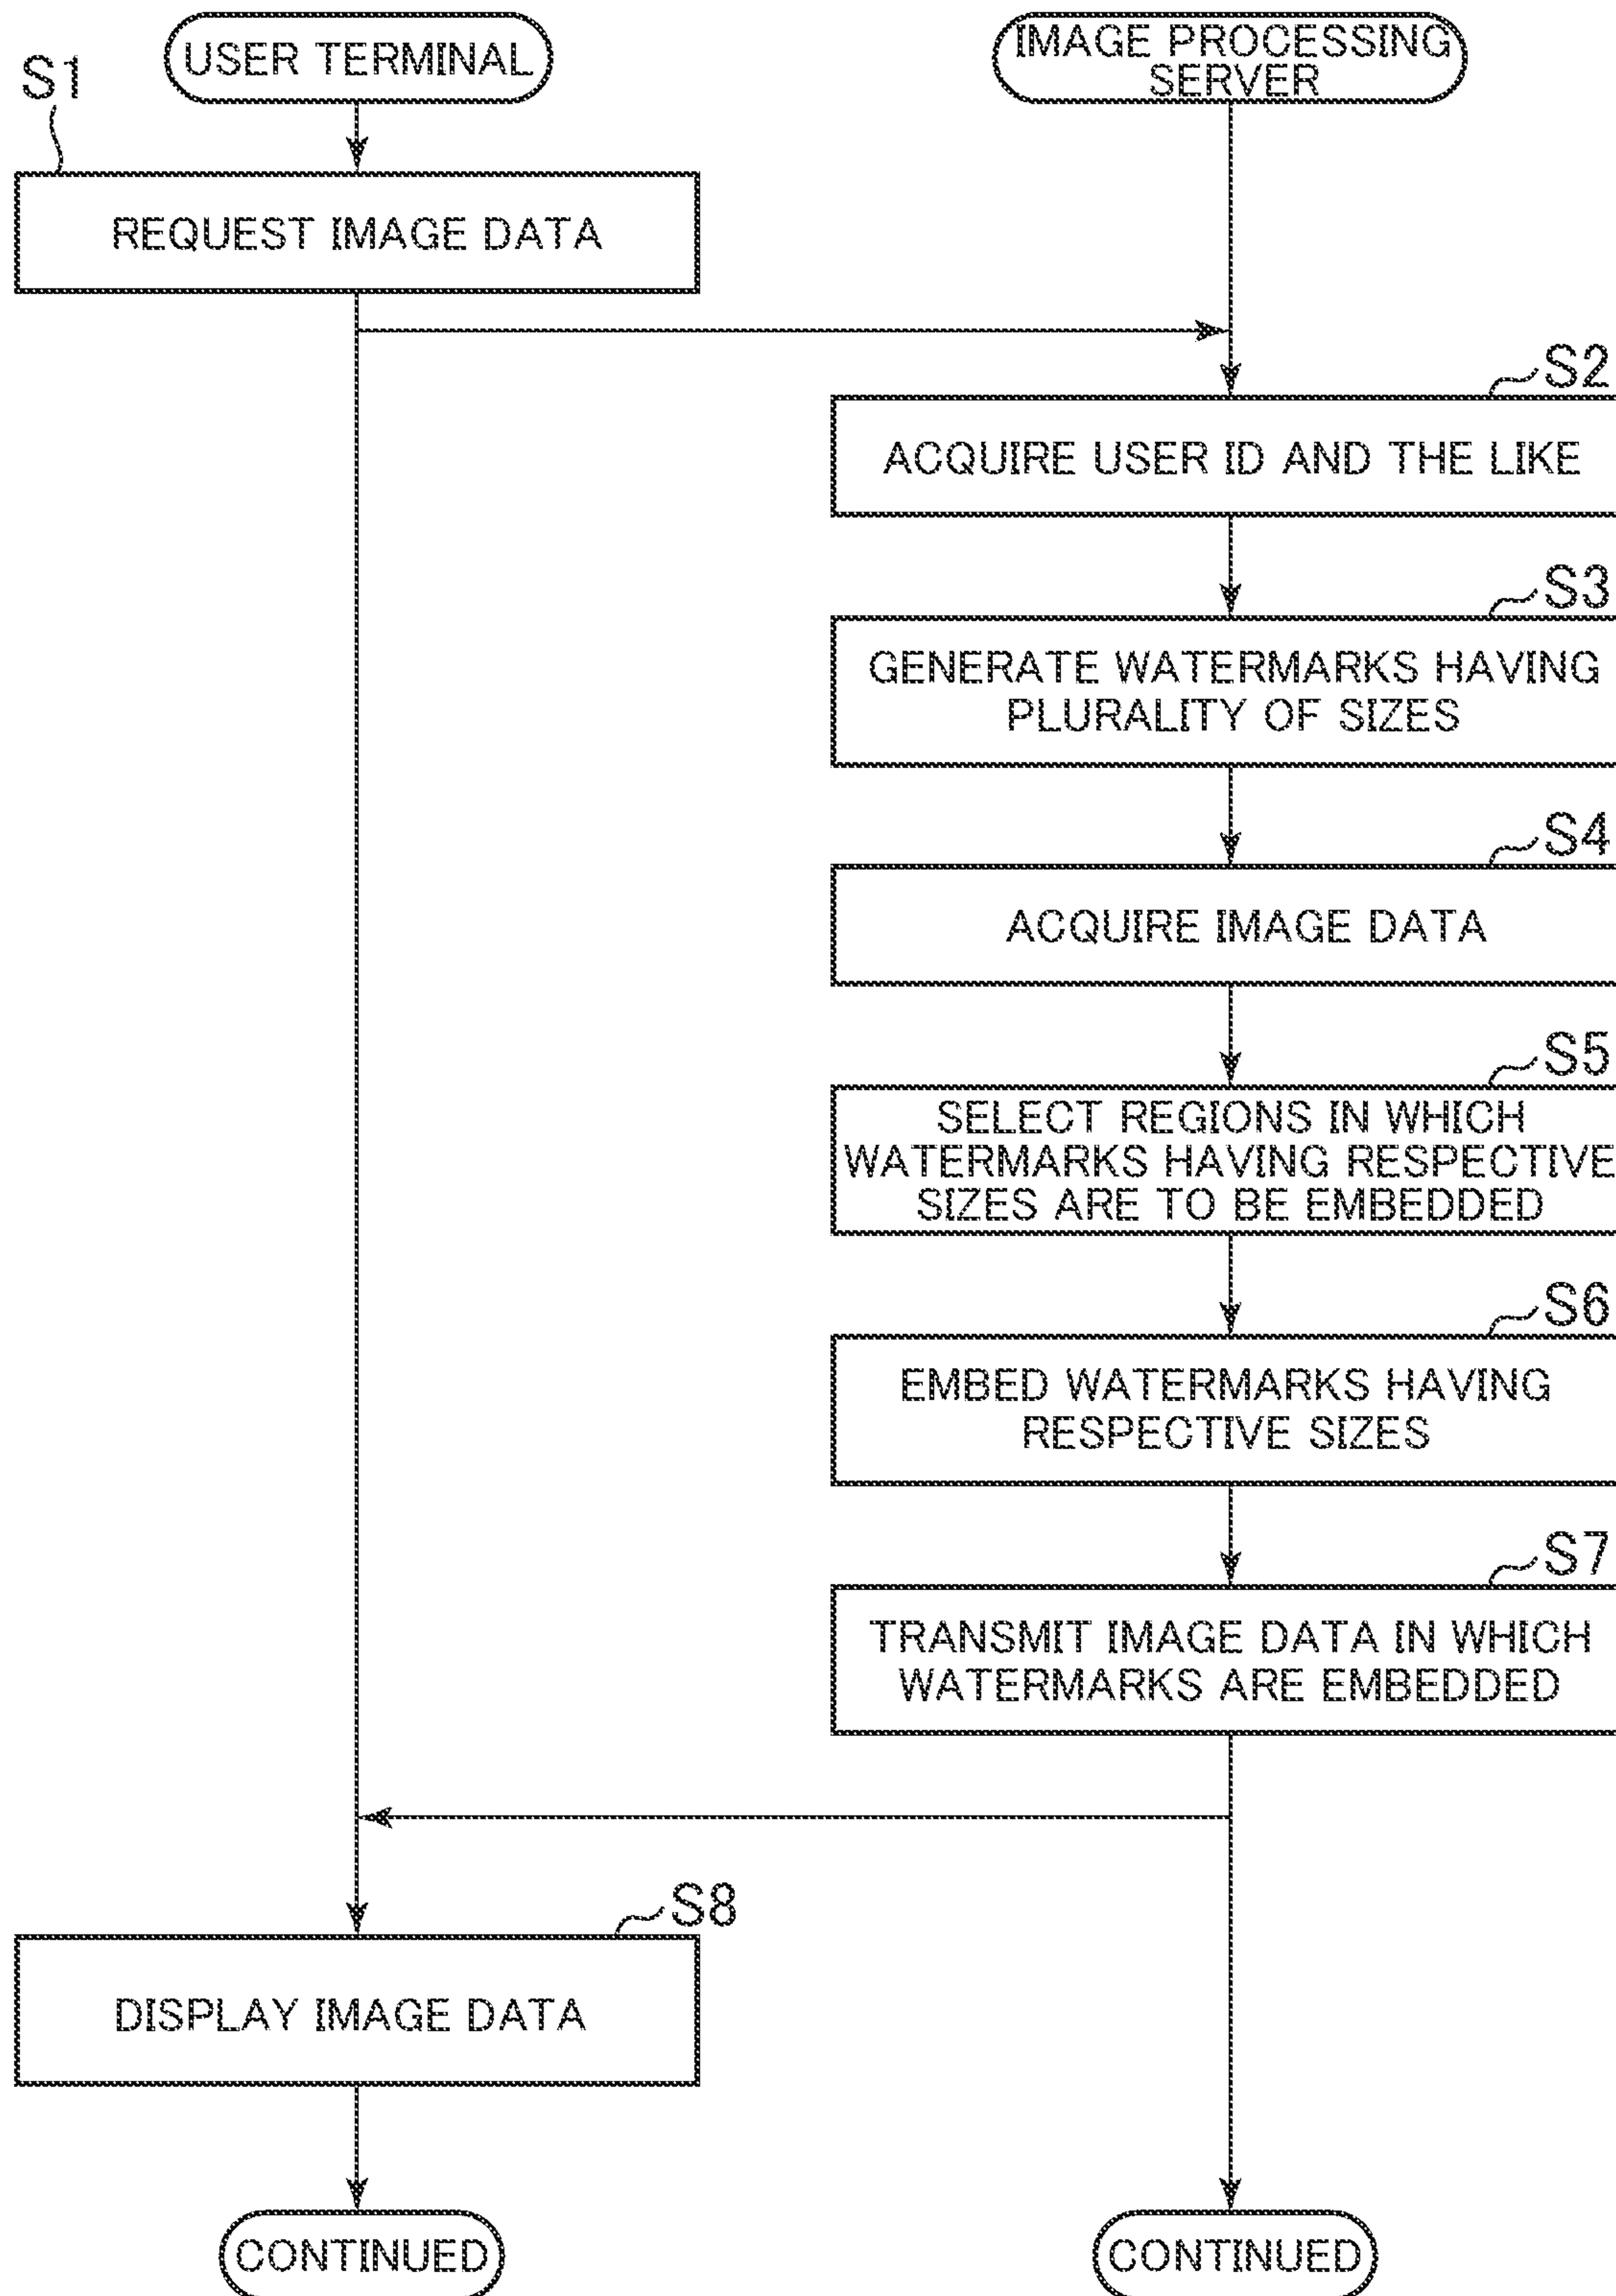 USER TERMINAL
IMAGE PROCESSING
SERVER
S1
REQUEST IMAGE DATA
S2
ACQUIRE USER ID AND THE LIKE
S3
GENERATE WATERMARKS HAVING
PLURALITY OF SIZES
S4
ACQUIRE IMAGE DATA
S5
SELECT REGIONS IN WHICH
WATERMARKS HAVING RESPECTIVE
SIZES ARE TO BE EMBEDDED
S6
EMBED WATERMARKS HAVING
RESPECTIVE SIZES
S7
TRANSMIT IMAGE DATA IN WHICH
WATERMARKS ARE EMBEDDED
S8
DISPLAY IMAGE DATA
CONTINUED
CONTINUED